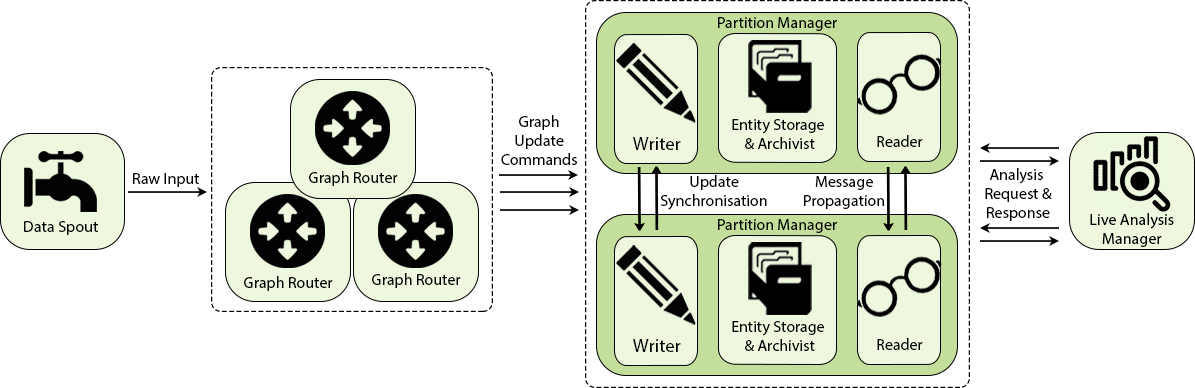 Data Spout
Raw Input
Graph Router
Graph Router
Graph Router
Graph
Update
Commands
Partition Manager
Writer
Entity Storage
& Archivist
Reader
Update
Synchronisation
Message
Propagation
Partition Manager
Writer
Entity Storage
& Archivist
Reader
Analysis
Request &
Response
Live Analysis
Manager